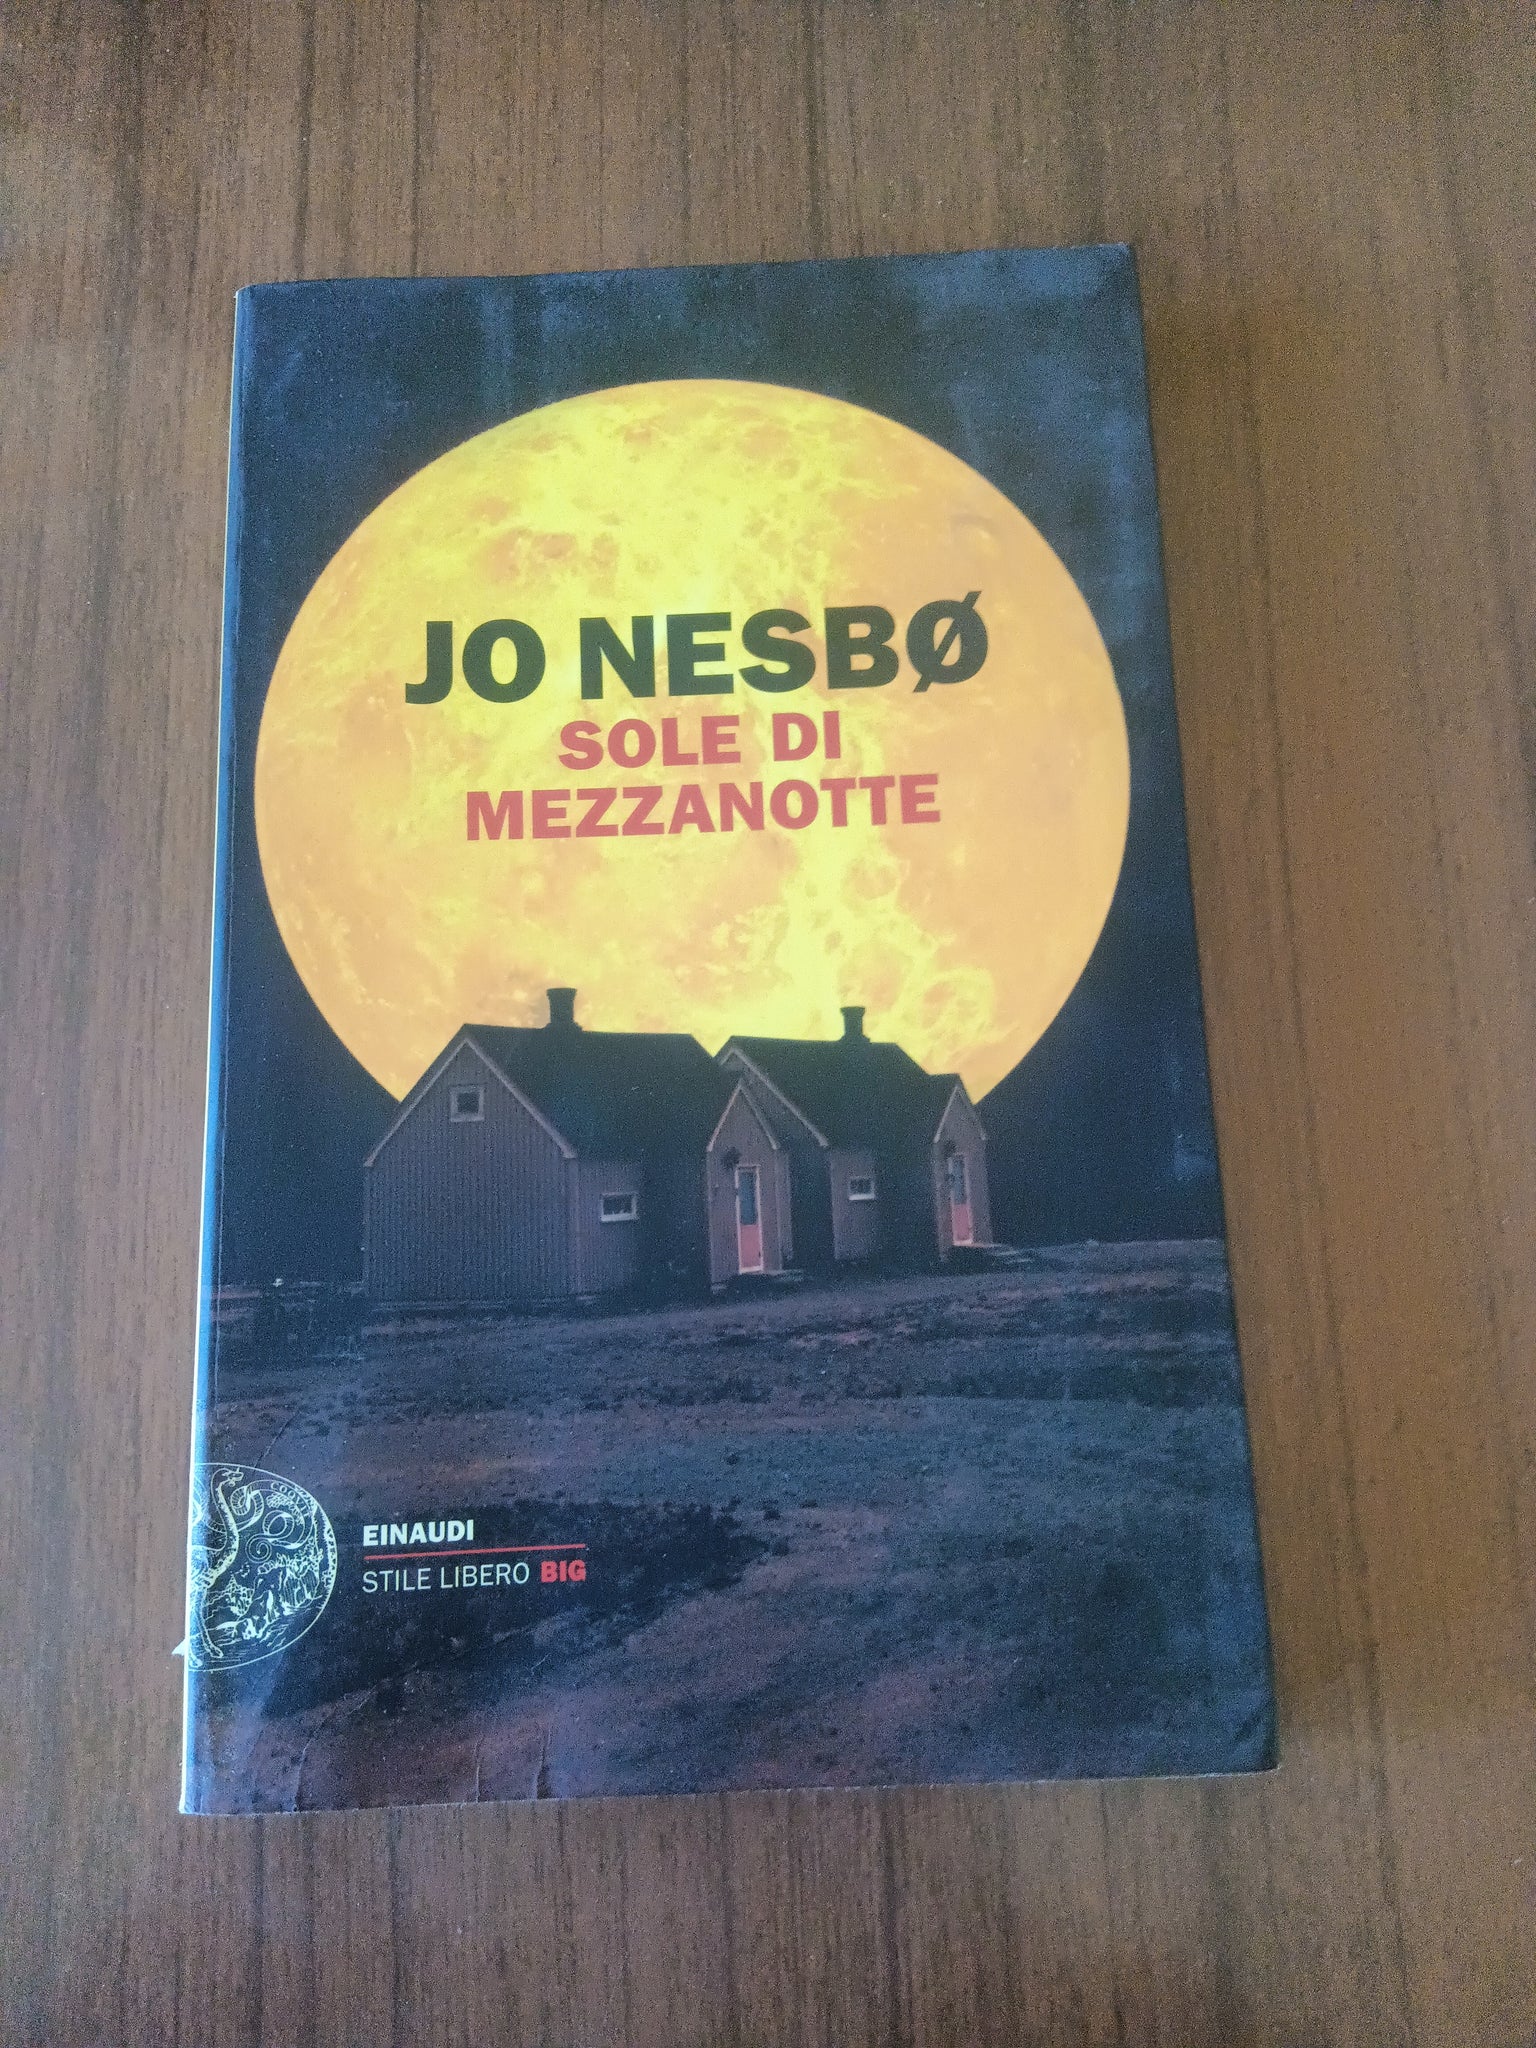 JO NESBØ
SOLE DI
MEZZANOTTE
EINAUDI
STILE LIBERO BIG